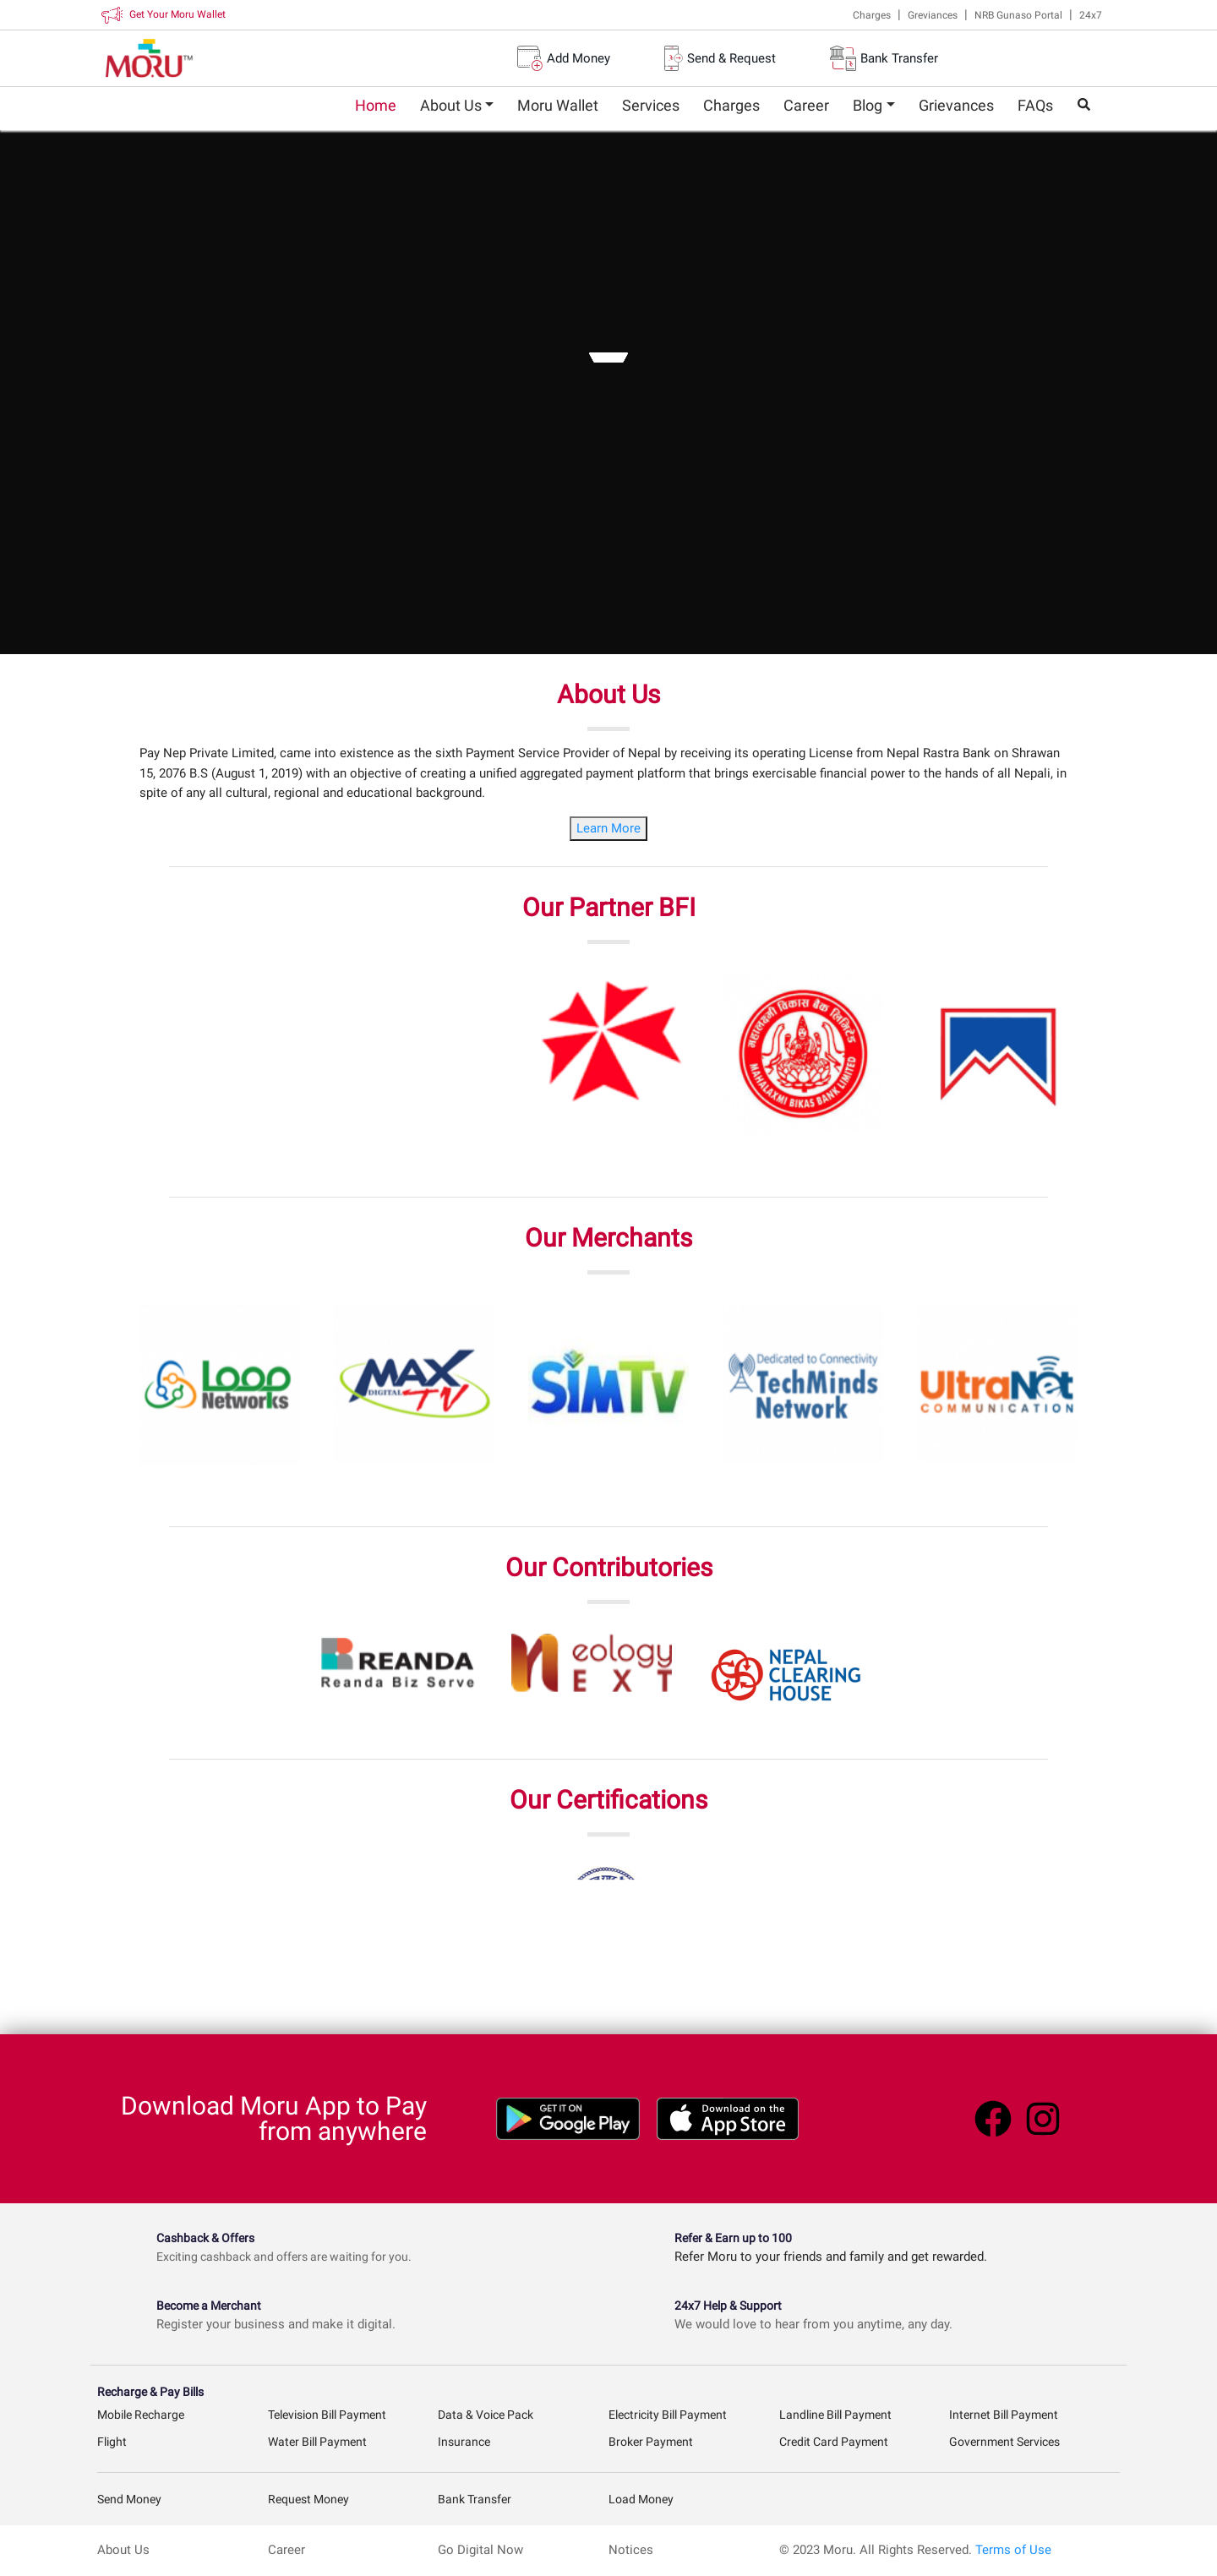 Get Your Moru Wallet
Charges | Greviances | NRB Gunaso Portal | 24x7
MORU™
Add Money
Send & Request
Bank Transfer
Home About Us Moru Wallet Services Charges Career Blog Grievances FAQs
About Us
Pay Nep Private Limited, came into existence as the sixth Payment Service Provider of Nepal by receiving its operating License from Nepal Rastra Bank on Shrawan
15, 2076 B.S (August 1, 2019) with an objective of creating a unified aggregated payment platform that brings exercisable financial power to the hands of all Nepali, in
spite of any all cultural, regional and educational background.
Learn More
Our Partner BFI
महालक्ष्मी विकास बैंक लिमिटेड
MAHALAXMI BIKAS BANK LIMITED
Our Merchants
Loop
Networks
MAX
DIGITAL TV
SIMTV
Dedicated to Connectivity
TechMinds
Network
UltraNet
COMMUNICATION
Our Contributories
REANDA
Reanda Biz Serve
neology
NEXT
NEPAL
CLEARING
HOUSE
Our Certifications
Download Moru App to Pay
from anywhere
GET IT ON
Google Play
Download on the
App Store
Cashback & Offers
Exciting cashback and offers are waiting for you.
Refer & Earn up to 100
Refer Moru to your friends and family and get rewarded.
Become a Merchant
Register your business and make it digital.
24x7 Help & Support
We would love to hear from you anytime, any day.
Recharge & Pay Bills
Mobile Recharge Television Bill Payment Data & Voice Pack Electricity Bill Payment Landline Bill Payment Internet Bill Payment
Flight Water Bill Payment Insurance Broker Payment Credit Card Payment Government Services
Send Money Request Money Bank Transfer Load Money
About Us Career Go Digital Now Notices © 2023 Moru. All Rights Reserved. Terms of Use